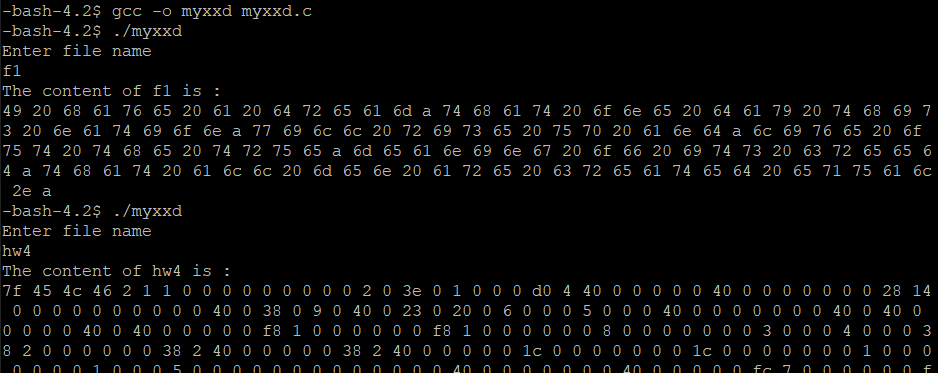 -bash-4.2$ gcc -o myxxd myxxd.c
-bash-4.2$ ./myxxd
Enter file name
f1
The content of f1 is :
49 20 68 61 76 65 20 61 20 64 72 65 61 6d a 74 68 61 74 20 6f 6e 65 20 64 61 79 20 74 68 69 7
3 20 6e 61 74 69 6f 6e a 77 69 6c 6c 20 72 69 73 65 20 75 70 20 61 6e 64 a 6c 69 76 65 20 6f
75 74 20 74 68 65 20 74 72 75 65 a 6d 65 61 6e 69 6e 67 20 6f 66 20 69 74 73 20 63 72 65 65 6
4 a 74 68 61 74 20 61 6c 6c 20 6d 65 6e 20 61 72 65 20 63 72 65 61 74 65 64 20 65 71 75 61 6c
 2e a
-bash-4.2$ ./myxxd
Enter file name
hw4
The content of hw4 is :
7f 45 4c 46 2 1 1 0 0 0 0 0 0 0 0 0 2 0 3e 0 1 0 0 0 d0 4 40 0 0 0 0 0 40 0 0 0 0 0 0 0 28 14
 0 0 0 0 0 0 0 0 0 0 40 0 38 0 9 0 40 0 23 0 20 0 6 0 0 0 5 0 0 0 40 0 0 0 0 0 0 0 40 0 40 0
0 0 0 0 40 0 40 0 0 0 0 0 f8 1 0 0 0 0 0 0 f8 1 0 0 0 0 0 0 8 0 0 0 0 0 0 0 3 0 0 0 4 0 0 0 3
8 2 0 0 0 0 0 0 38 2 40 0 0 0 0 0 38 2 40 0 0 0 0 0 1c 0 0 0 0 0 0 0 1c 0 0 0 0 0 0 0 1 0 0 0